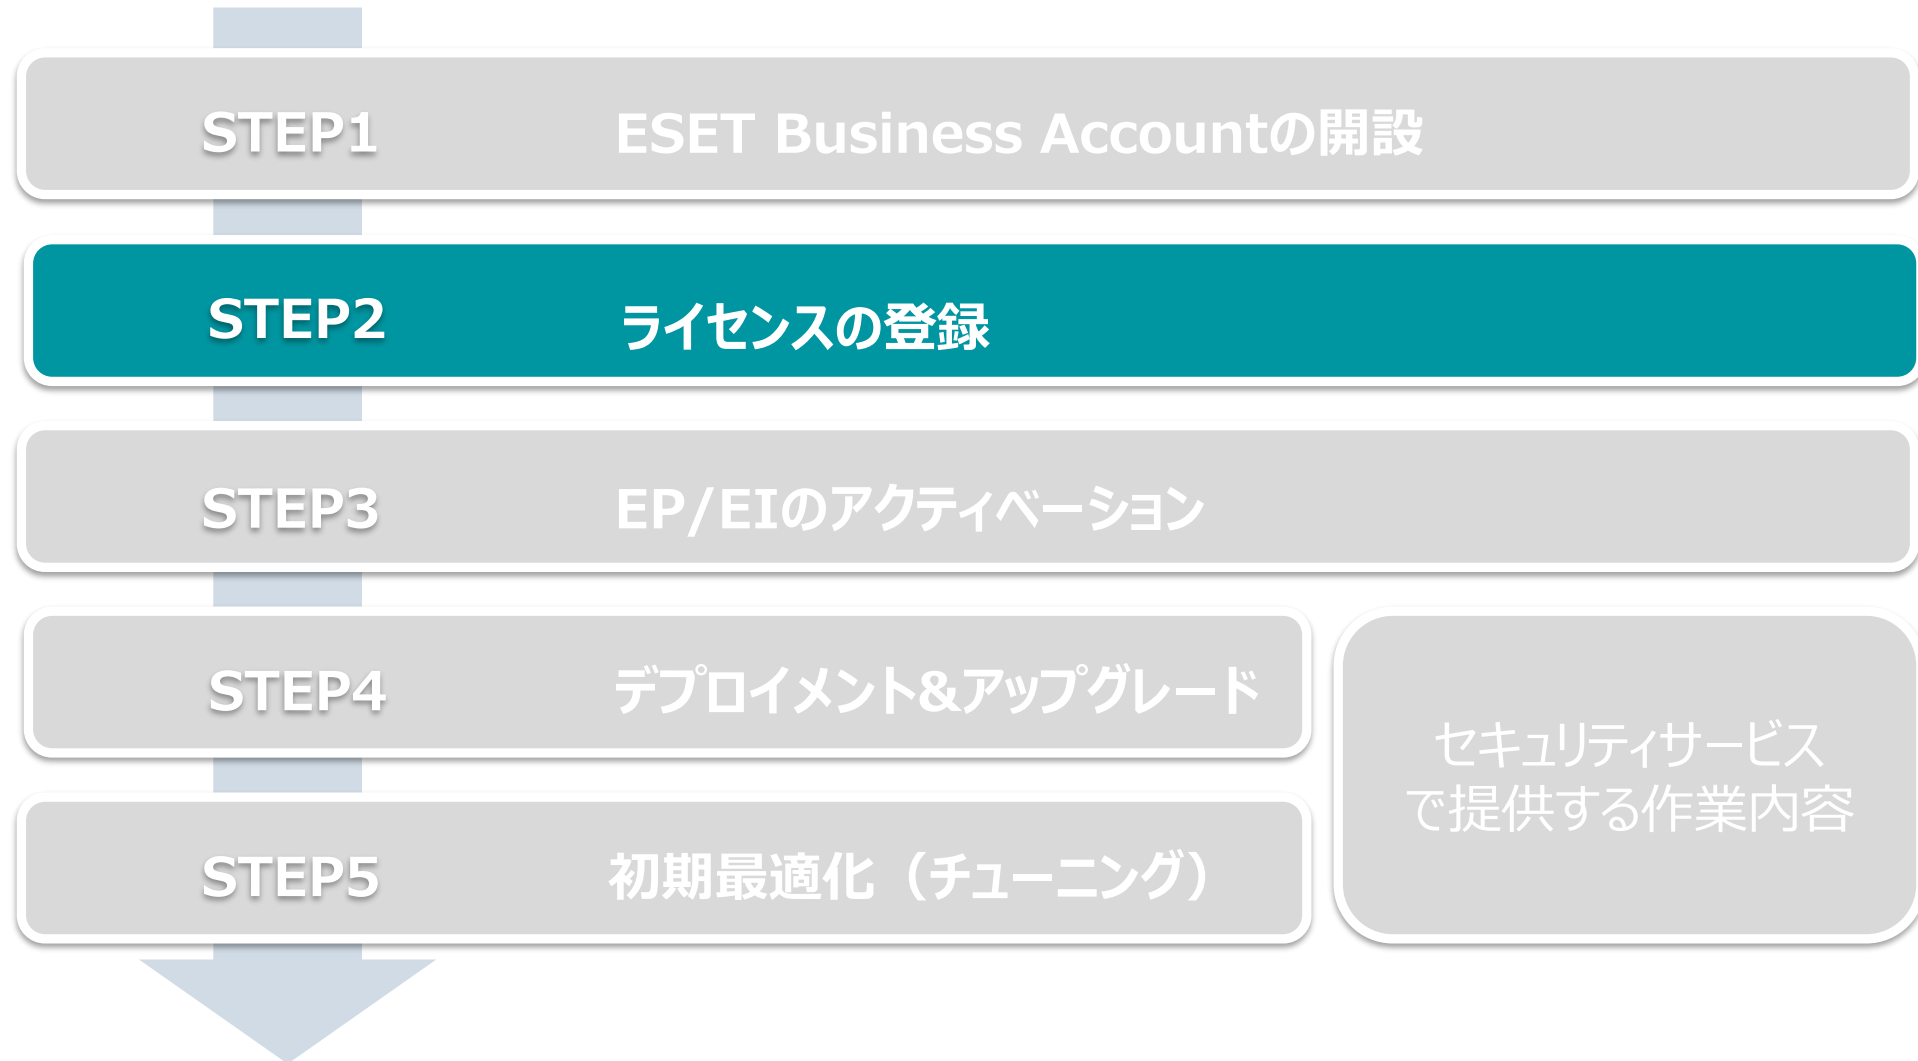 STEP1 ESET Business Accountの開設
STEP2 ライセンスの登録
STEP3 EP/EIのアクティベーション
STEP4 デプロイメント&アップグレード
STEP5 初期最適化（チューニング）
セキュリティサービス
で提供する作業内容